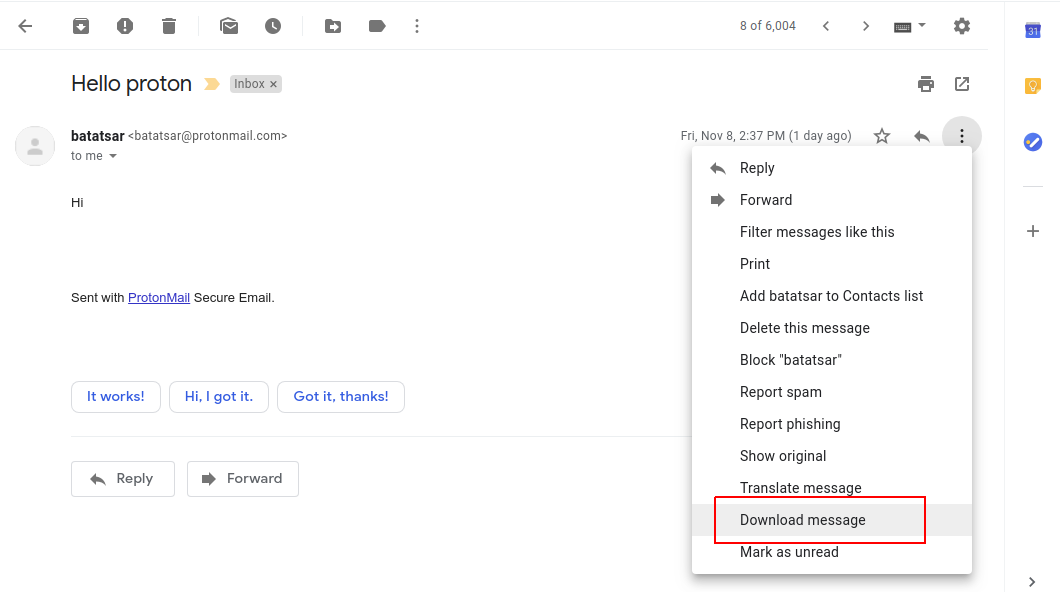 8 of 6,004
31
Hello proton
Inbox ×
batatsar <batatsar@protonmail.com>
Fri, Nov 8, 2:37 PM (1 day ago)
to me
Hi
Sent with ProtonMail Secure Email.
It works!
Hi, I got it.
Got it, thanks!
Reply
Forward
Reply
Forward
Filter messages like this
Print
Add batatsar to Contacts list
Delete this message
Block "batatsar"
Report spam
Report phishing
Show original
Translate message
Download message
Mark as unread